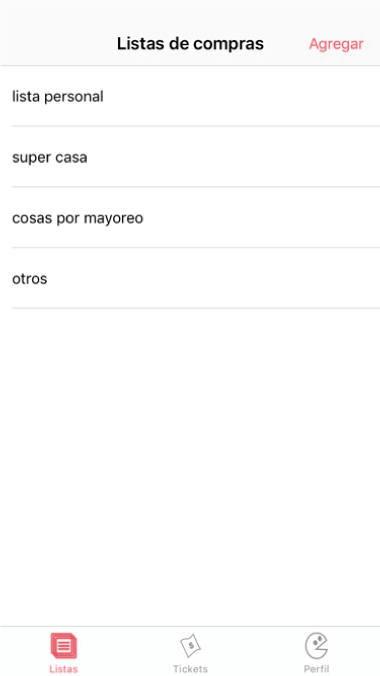 Listas de compras
Agregar
lista personal
super casa
cosas por mayoreo
otros
$
Listas
Tickets
Perfil